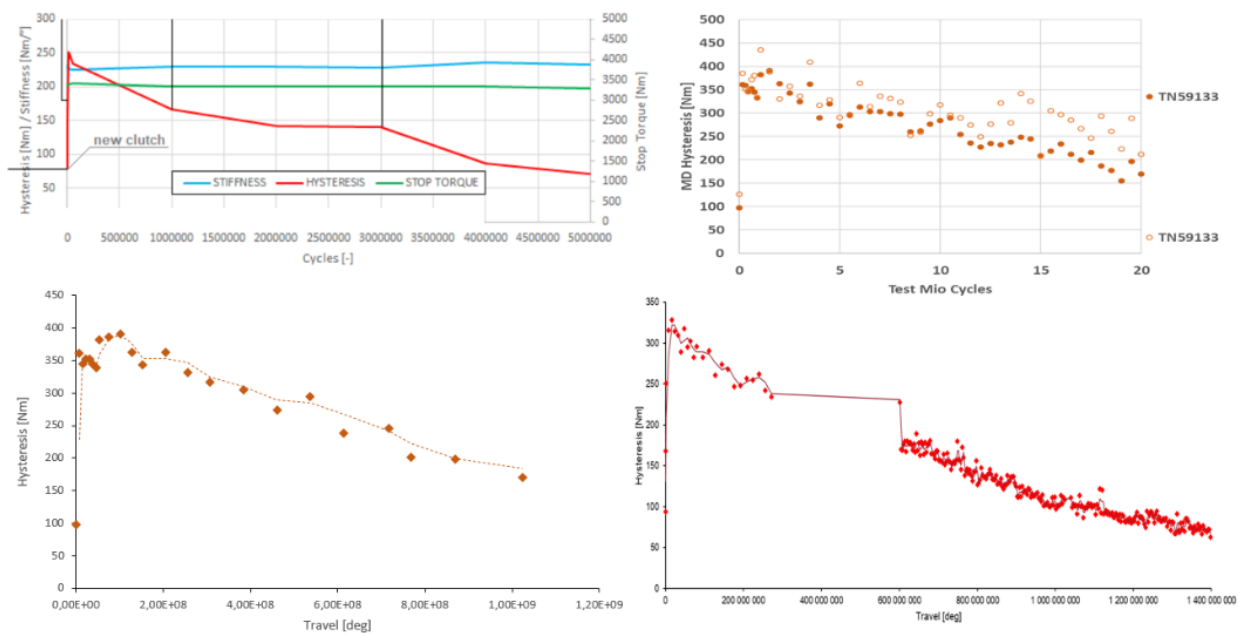 300
250
200
150
100
50
Hysteresis [Nm] / Stiffness [Nm/°]
new clutch
STIFFNESS
HYSTERESIS
STOP TORQUE
5000
4500
4000
3500
3000
2500
2000
1500
1000
500
0
Stop Torque [Nm]
0 500000 1000000 1500000 2000000 2500000 3000000 3500000 4000000 4500000 5000000
Cycles [-]
500
450
400
350
300
250
200
150
100
50
0
MD Hysteresis [Nm]
TN59133
TN59133
0 5 10 15 20
Test Mio Cycles
450
400
350
300
250
200
150
100
50
0
Hysteresis [Nm]
0,00E+00 2,00E+08 4,00E+08 6,00E+08 8,00E+08 1,00E+09 1,20E+09
Travel [deg]
350
300
250
200
150
100
50
0
Hysteresis [Nm]
0 200 000 000 400 000 000 600 000 000 800 000 000 1 000 000 000 1 200 000 000 1 400 000 000
Travel [deg]